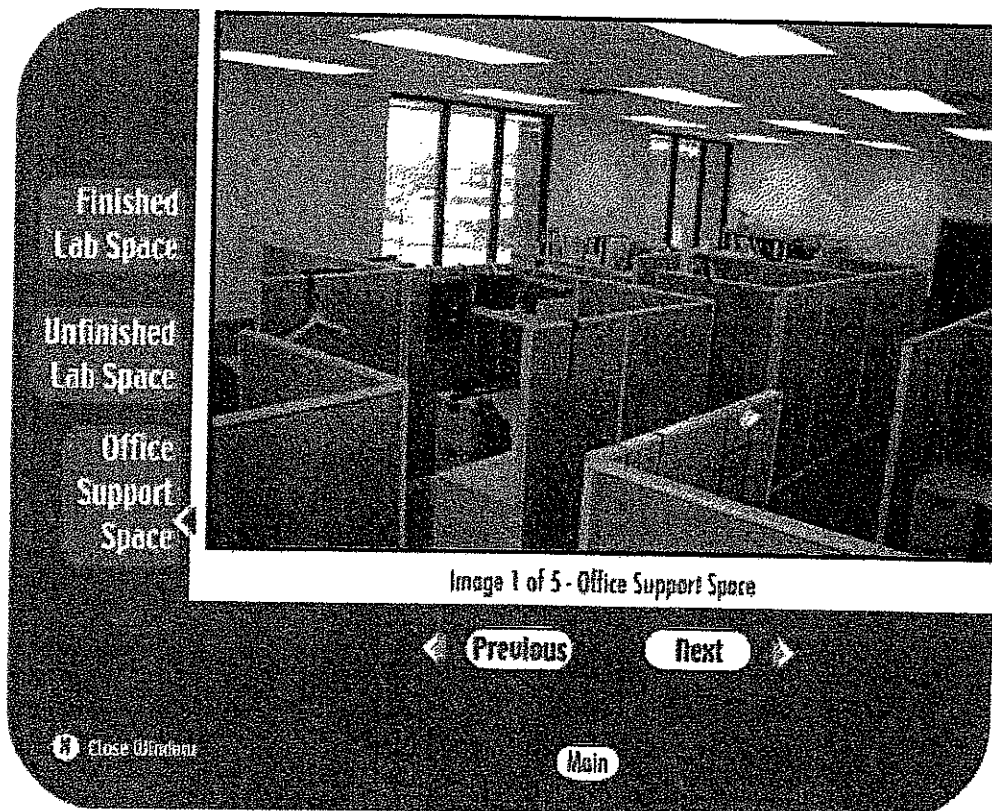 Finished
Lab Space
Unfinished
Lab Space
Office
Support
Space
Image 1 of 5 - Office Support Space
Previous
Next
X Close Window
Main